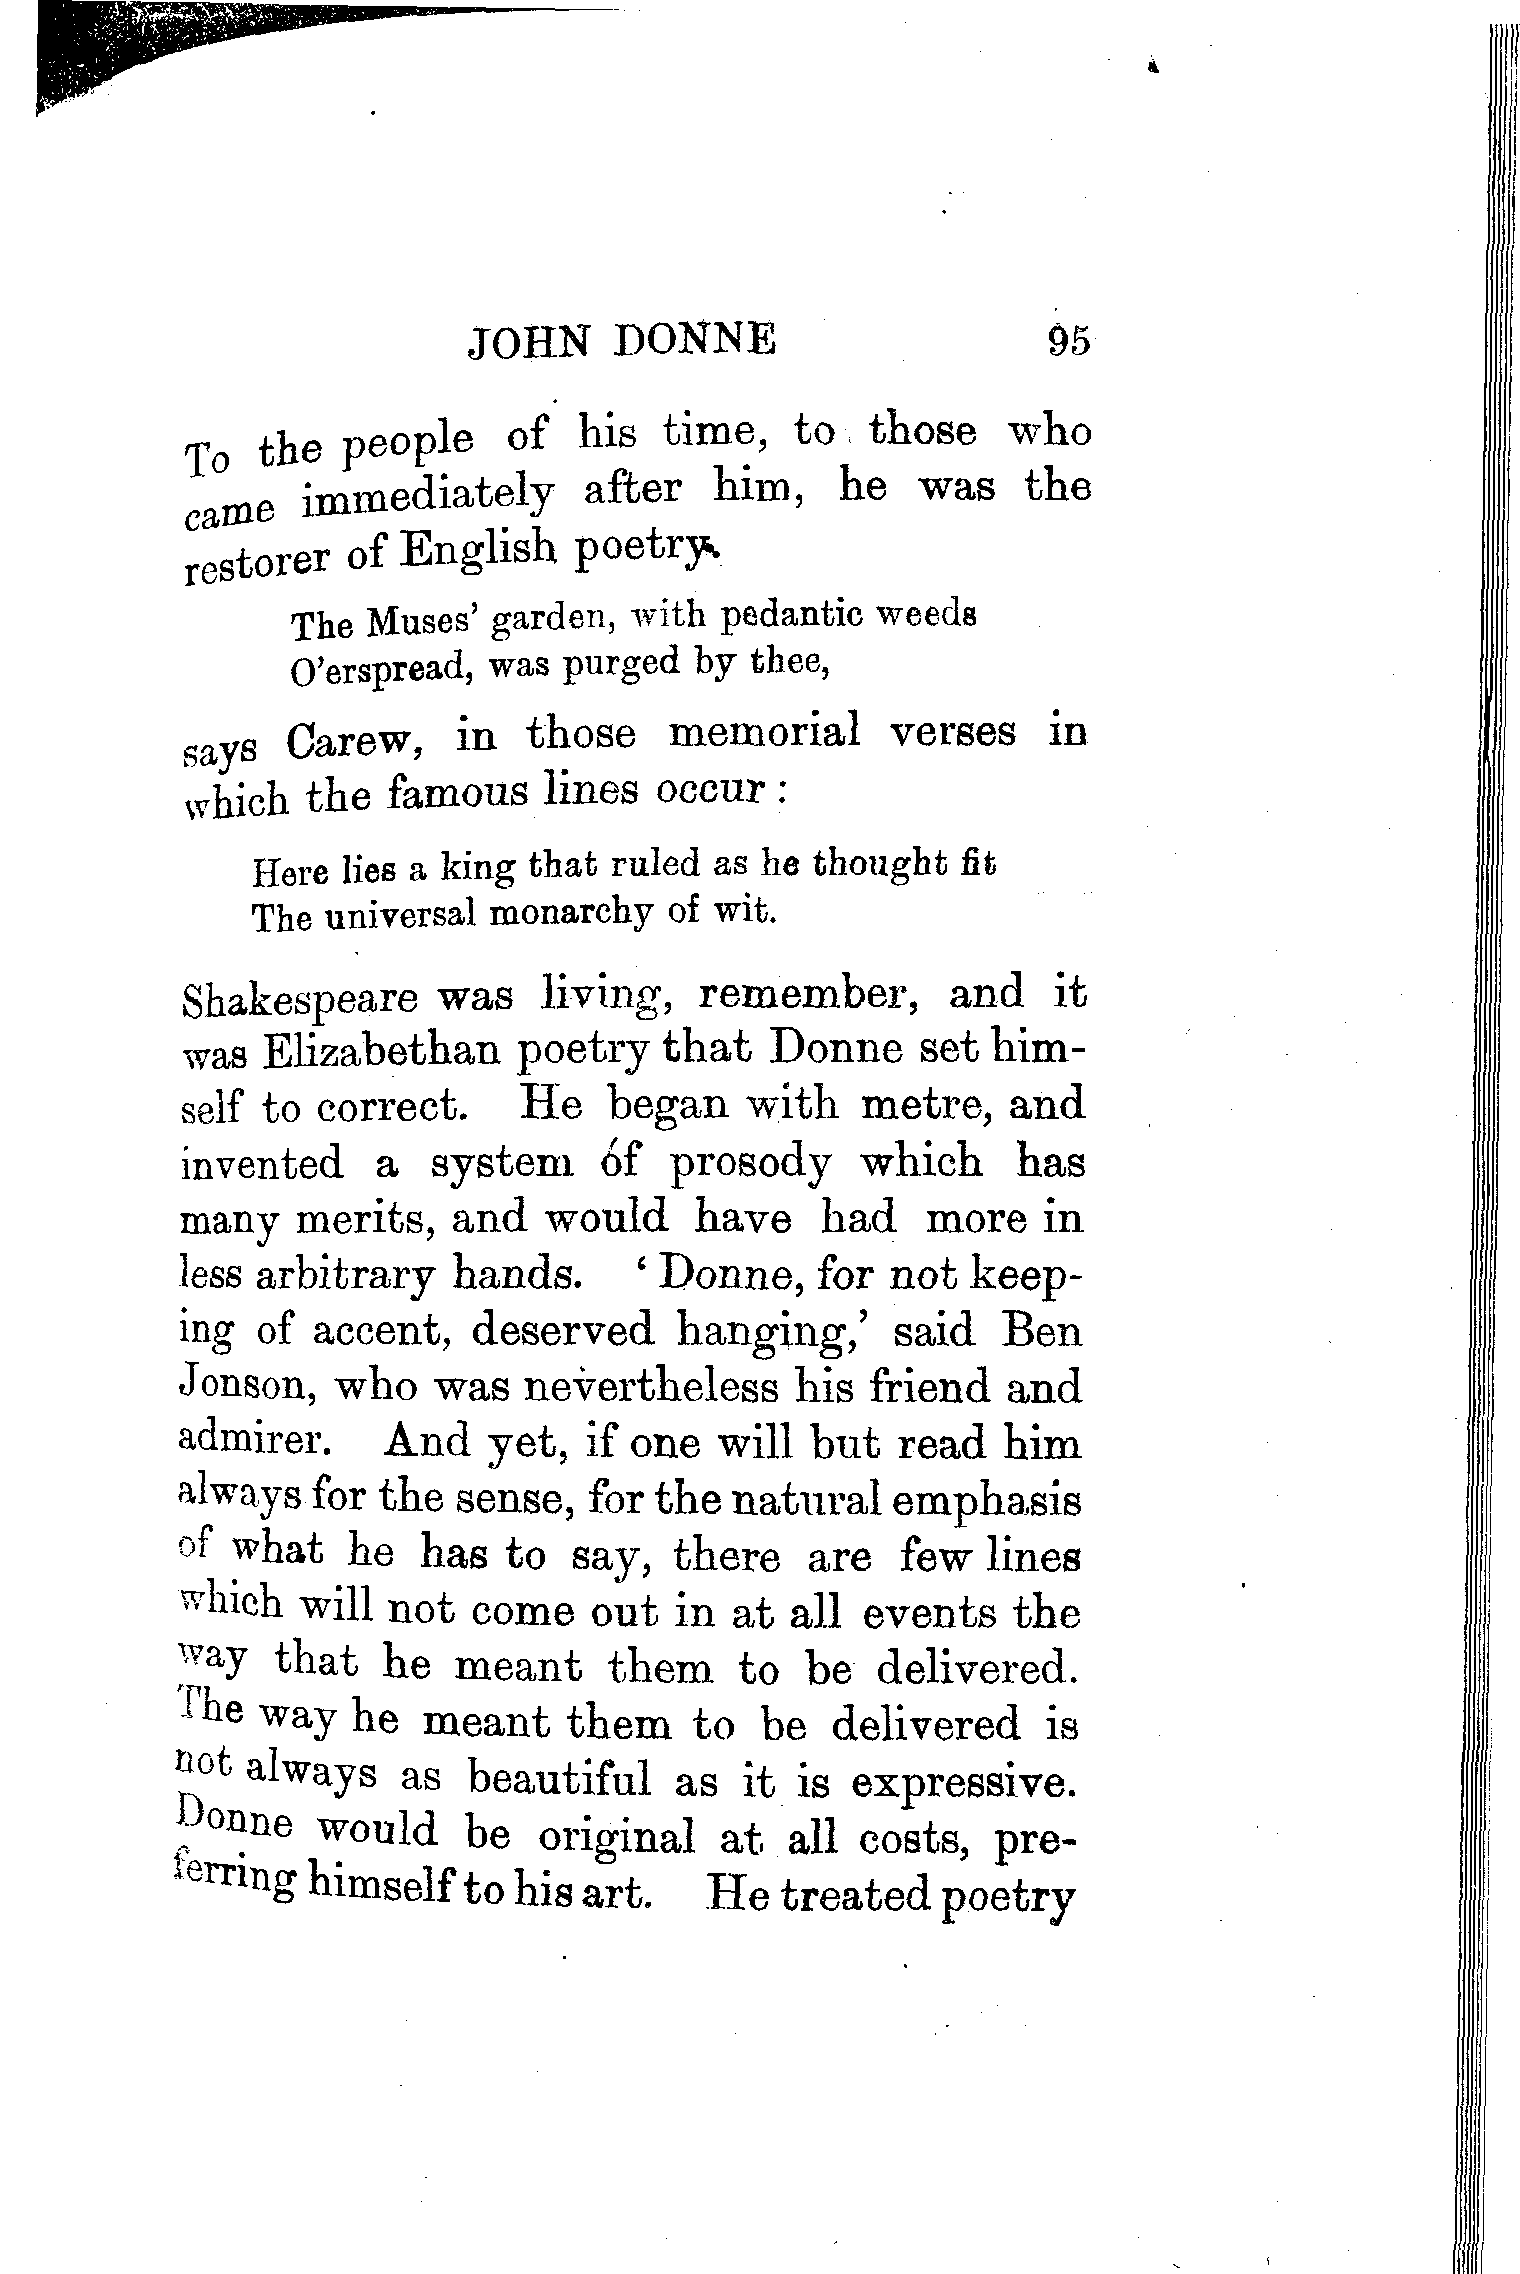 JOHN DONNE 95
To the people of his time, to those who
came immediately after him, he was the
restorer of English poetry.
The Muses' garden, with pedantic weeds
O'erspread, was purged by thee,
says Carew, in those memorial verses in
which the famous lines occur :
Here lies a king that ruled as he thought fit
The universal monarchy of wit.
Shakespeare was living, remember, and it
was Elizabethan poetry that Donne set him-
self to correct. He began with metre, and
invented a system of prosody which has
many merits, and would have had more in
less arbitrary hands. ‘ Donne, for not keep-
ing of accent, deserved hanging,’ said Ben
Jonson, who was nevertheless his friend and
admirer. And yet, if one will but read him
always for the sense, for the natural emphasis
of what he has to say, there are few lines
which will not come out in at all events the
way that he meant them to be delivered.
The way he meant them to be delivered is
not always as beautiful as it is expressive.
Donne would be original at all costs, pre-
ferring himself to his art. He treated poetry